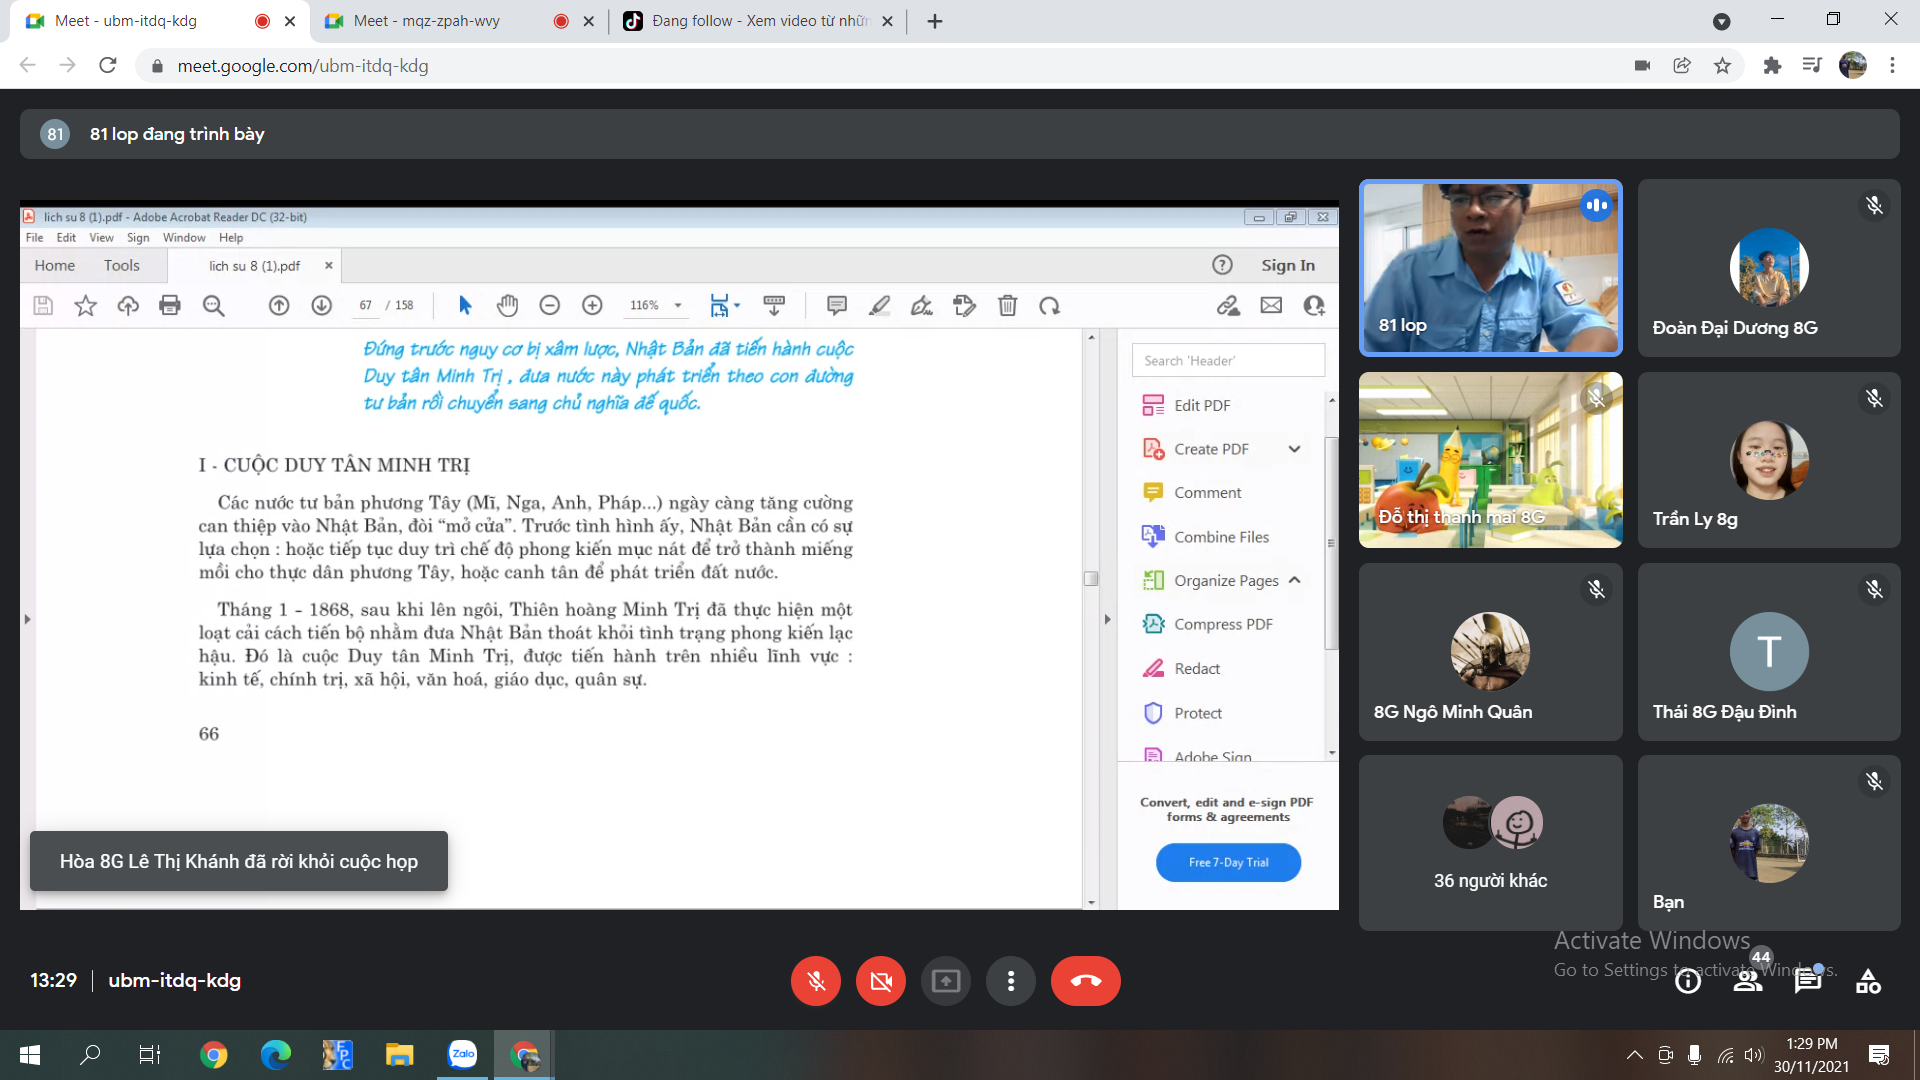 Meet - ubm-itdq-kdg
Meet - mqz-zpah-wvy
Đang follow - Xem video từ nhữn
meet.google.com/ubm-itdq-kdg
81
81 lop đang trình bày
lich su 8 (1).pdf - Adobe Acrobat Reader DC (32-bit)
File Edit View Sign Window Help
Home Tools lich su 8 (1).pdf
Sign In
67 / 158
116%
Đứng trước nguy cơ bị xâm lược, Nhật Bản đã tiến hành cuộc
Duy tân Minh Trị , đưa nước này phát triển theo con đường
tư bản rồi chuyển sang chủ nghĩa đế quốc.
I - CUỘC DUY TÂN MINH TRỊ
Các nước tư bản phương Tây (Mĩ, Nga, Anh, Pháp...) ngày càng tăng cường
can thiệp vào Nhật Bản, đòi “mở cửa”. Trước tình hình ấy, Nhật Bản cần có sự
lựa chọn : hoặc tiếp tục duy trì chế độ phong kiến mục nát để trở thành miếng
mồi cho thực dân phương Tây, hoặc canh tân để phát triển đất nước.
Tháng 1 - 1868, sau khi lên ngôi, Thiên hoàng Minh Trị đã thực hiện một
loạt cải cách tiến bộ nhằm đưa Nhật Bản thoát khỏi tình trạng phong kiến lạc
hậu. Đó là cuộc Duy tân Minh Trị, được tiến hành trên nhiều lĩnh vực :
kinh tế, chính trị, xã hội, văn hoá, giáo dục, quân sự.
66
Search 'Header'
Edit PDF
Create PDF
Comment
Combine Files
Organize Pages
Compress PDF
Redact
Protect
Adobe Sign
Convert, edit and e-sign PDF
forms & agreements
Free 7-Day Trial
Hòa 8G Lê Thị Khánh đã rời khỏi cuộc họp
81 lop
Đoàn Đại Dương 8G
Đỗ thị thanh mai 8G
Trần Ly 8g
8G Ngô Minh Quân
T
Thái 8G Đậu Đình
36 người khác
Bạn
Activate Windows
Go to Settings to activate Windows.
13:29
ubm-itdq-kdg
44
FPC
Zalo
1:29 PM
30/11/2021